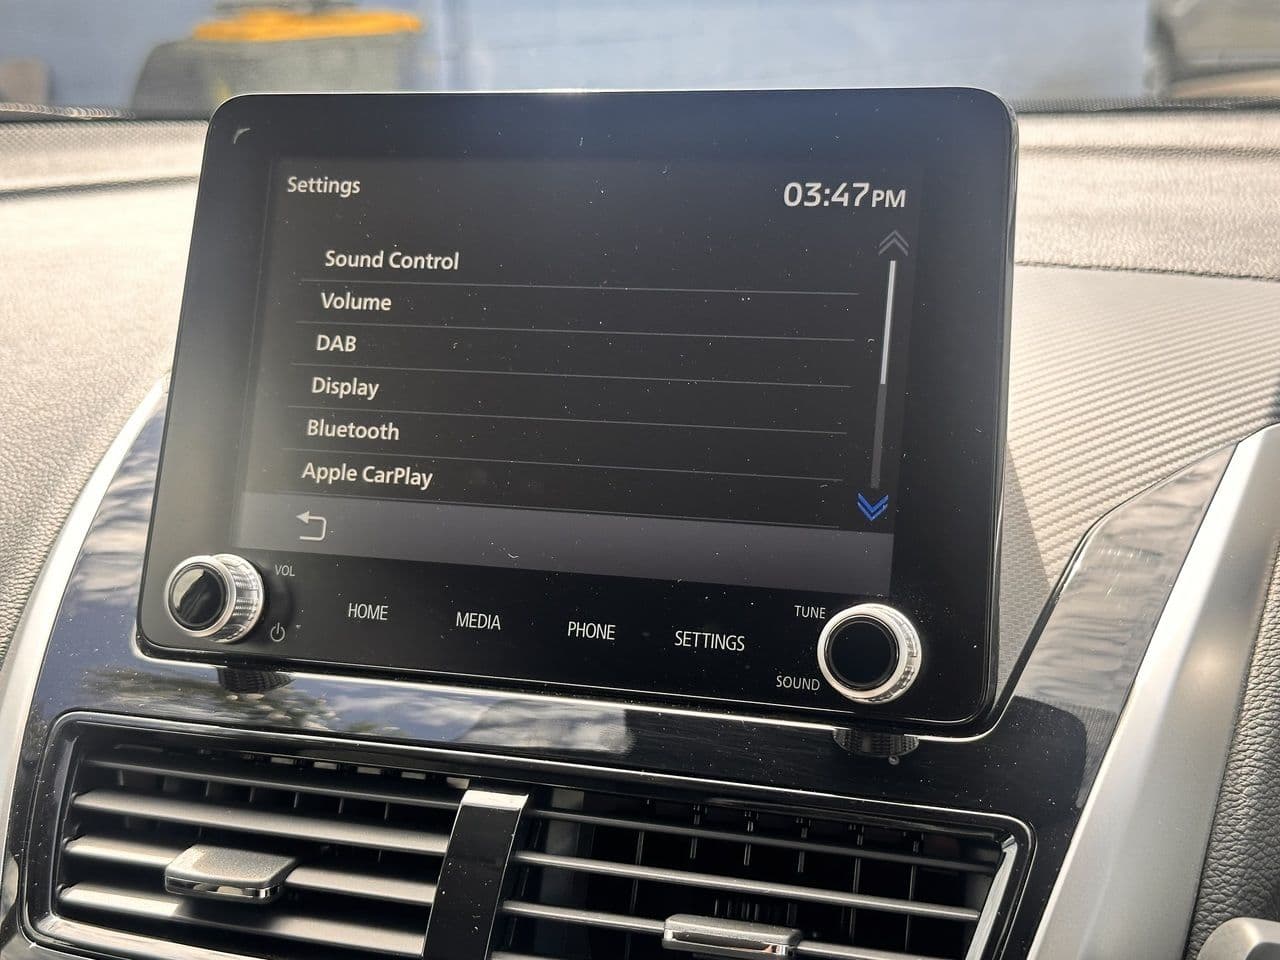 Settings
03:47PM
Sound Control
Volume
DAB
Display
Bluetooth
Apple CarPlay
VOL
HOME
MEDIA
PHONE
SETTINGS
TUNE
SOUND